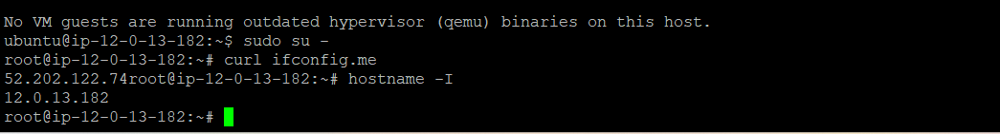 No VM guests are running outdated hypervisor (qemu) binaries on this host.
ubuntu@ip-12-0-13-182:~$ sudo su -
root@ip-12-0-13-182:~# curl ifconfig.me
52.202.122.74root@ip-12-0-13-182:~# hostname -I
12.0.13.182
root@ip-12-0-13-182:~#